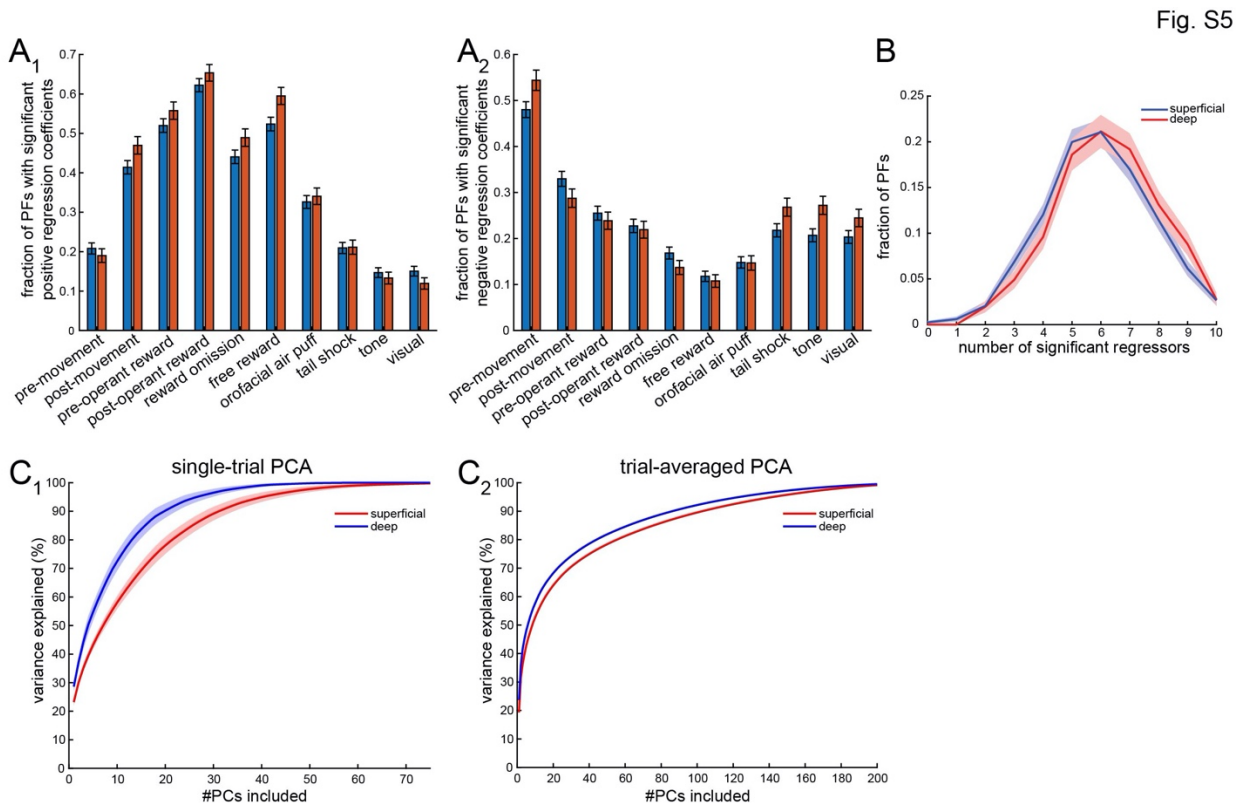 Fig. S5
A1
fraction of PFs with significant
positive regression coefficients
0.7
0.6
0.5
0.4
0.3
0.2
0.1
0
pre-movement
post-movement
pre-operant reward
post-operant reward
reward omission
free reward
orofacial air puff
tail shock
tone
visual
A2
fraction of PFs with significant
negative regression coefficients
0.6
0.5
0.4
0.3
0.2
0.1
0
pre-movement
post-movement
pre-operant reward
post-operant reward
reward omission
free reward
orofacial air puff
tail shock
tone
visual
B
fraction of PFs
0.25
0.2
0.15
0.1
0.05
0
superficial
deep
0 1 2 3 4 5 6 7 8 9 10
number of significant regressors
C1
single-trial PCA
variance explained (%)
100
90
80
70
60
50
40
30
20
10
0
superficial
deep
0 10 20 30 40 50 60 70
#PCs included
C2
trial-averaged PCA
variance explained (%)
100
90
80
70
60
50
40
30
20
10
0
superficial
deep
0 20 40 60 80 100 120 140 160 180 200
#PCs included